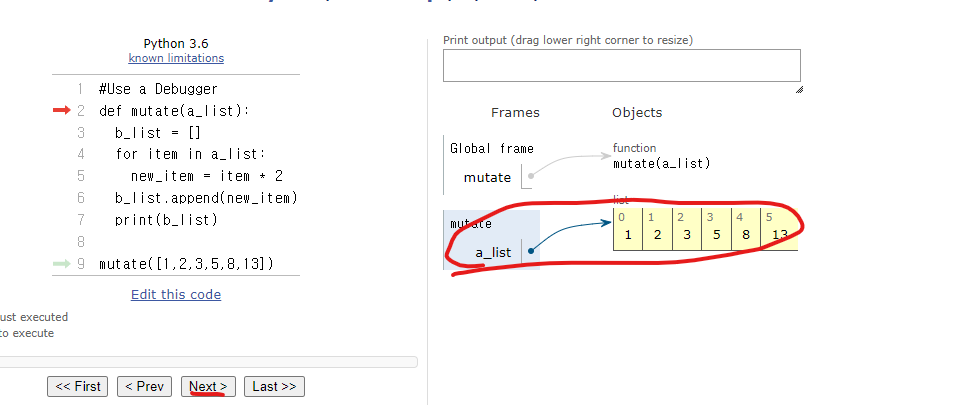 Python 3.6
known limitations
1 #Use a Debugger
2 def mutate(a_list):
3 b_list = []
4 for item in a_list:
5 new_item = item * 2
6 b_list.append(new_item)
7 print(b_list)
8
9 mutate([1,2,3,5,8,13])
Edit this code
ust executed
to execute
<< First < Prev Next > Last >>
Print output (drag lower right corner to resize)
Frames Objects
Global frame
mutate
function
mutate(a_list)
mutate
a_list
list
0 1 2 3 4 5
1 2 3 5 8 13